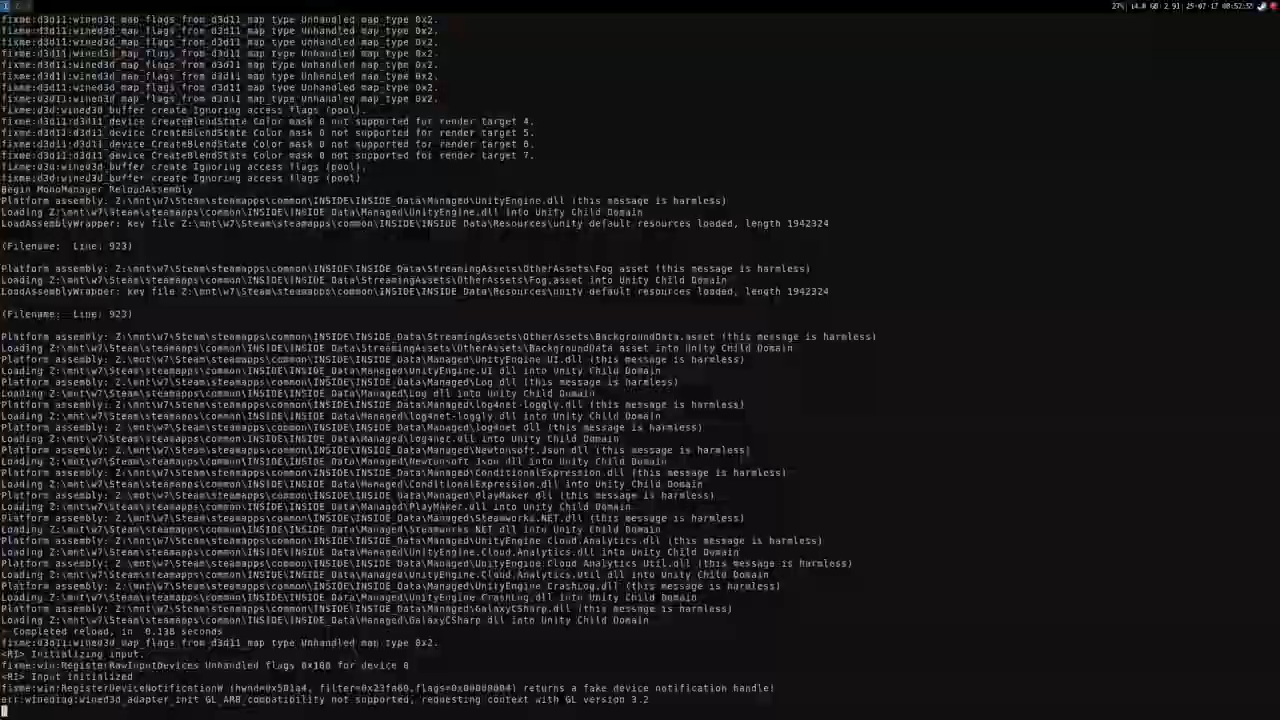 27% 14.0 GB 2.91 25-07-17 08:52:55
fixme:d3d11:wined3d_map_flags_from_d3d11_map_type Unhandled map_type 0x2.
fixme:d3d11:wined3d_map_flags_from_d3d11_map_type Unhandled map_type 0x2.
fixme:d3d11:wined3d_map_flags_from_d3d11_map_type Unhandled map_type 0x2.
fixme:d3d11:wined3d_map_flags_from_d3d11_map_type Unhandled map_type 0x2.
fixme:d3d11:wined3d_map_flags_from_d3d11_map_type Unhandled map_type 0x2.
fixme:d3d11:wined3d_map_flags_from_d3d11_map_type Unhandled map_type 0x2.
fixme:d3d11:wined3d_map_flags_from_d3d11_map_type Unhandled map_type 0x2.
fixme:d3d11:wined3d_map_flags_from_d3d11_map_type Unhandled map_type 0x2.
fixme:d3d:wined3d_buffer_create Ignoring access flags (pool).
fixme:d3d11:d3d11_device_CreateBlendState Color mask 0 not supported for render target 4.
fixme:d3d11:d3d11_device_CreateBlendState Color mask 0 not supported for render target 5.
fixme:d3d11:d3d11_device_CreateBlendState Color mask 0 not supported for render target 6.
fixme:d3d11:d3d11_device_CreateBlendState Color mask 0 not supported for render target 7.
fixme:d3d:wined3d_buffer_create Ignoring access flags (pool).
fixme:d3d:wined3d_buffer_create Ignoring access flags (pool)
Begin MonoManager ReloadAssembly
Platform assembly: Z:\mnt\w7\Steam\steamapps\common\INSIDE\INSIDE_Data\Managed\UnityEngine.dll (this message is harmless)
Loading Z:\mnt\w7\Steam\steamapps\common\INSIDE\INSIDE_Data\Managed\UnityEngine.dll into Unity Child Domain
LoadAssemblyWrapper: key file Z:\mnt\w7\Steam\steamapps\common\INSIDE\INSIDE_Data\Resources\unity default resources loaded, length 1942324
(Filename:  Line: 923)
Platform assembly: Z:\mnt\w7\Steam\steamapps\common\INSIDE\INSIDE_Data\StreamingAssets\OtherAssets\Fog asset (this message is harmless)
Loading Z:\mnt\w7\Steam\steamapps\common\INSIDE\INSIDE_Data\StreamingAssets\OtherAssets\Fog.asset into Unity Child Domain
LoadAssemblyWrapper: key file Z:\mnt\w7\Steam\steamapps\common\INSIDE\INSIDE_Data\Resources\unity default resources loaded, length 1942324
(Filename:  Line: 923)
Platform assembly: Z:\mnt\w7\Steam\steamapps\common\INSIDE\INSIDE_Data\StreamingAssets\OtherAssets\BackgroundData.asset (this message is harmless)
Loading Z:\mnt\w7\Steam\steamapps\common\INSIDE\INSIDE_Data\StreamingAssets\OtherAssets\BackgroundData asset into Unity Child Domain
Platform assembly: Z:\mnt\w7\Steam\steamapps\common\INSIDE\INSIDE_Data\Managed\UnityEngine UI.dll (this message is harmless)
Loading Z:\mnt\w7\Steam\steamapps\common\INSIDE\INSIDE_Data\Managed\UnityEngine.UI dll into Unity Child Domain
Platform assembly: Z:\mnt\w7\Steam\steamapps\common\INSIDE\INSIDE_Data\Managed\Log dll (this message is harmless)
Loading Z:\mnt\w7\Steam\steamapps\common\INSIDE\INSIDE_Data\Managed\Log dll into Unity Child Domain
Platform assembly: Z:\mnt\w7\Steam\steamapps\common\INSIDE\INSIDE_Data\Managed\log4net-loggly.dll (this message is harmless)
Loading Z:\mnt\w7\Steam\steamapps\common\INSIDE\INSIDE_Data\Managed\log4net-loggly dll into Unity Child Domain
Platform assembly: Z:\mnt\w7\Steam\steamapps\common\INSIDE\INSIDE_Data\Managed\log4net dll (this message is harmless)
Loading Z:\mnt\w7\Steam\steamapps\common\INSIDE\INSIDE_Data\Managed\log4net.dll into Unity Child Domain
Platform assembly: Z:\mnt\w7\Steam\steamapps\common\INSIDE\INSIDE_Data\Managed\Newtonsoft.Json dll (this message is harmless)
Loading Z:\mnt\w7\Steam\steamapps\common\INSIDE\INSIDE_Data\Managed\Newtonsoft Json dll into Unity Child Domain
Platform assembly: Z:\mnt\w7\Steam\steamapps\common\INSIDE\INSIDE_Data\Managed\ConditionalExpression.dll (this message is harmless)
Loading Z:\mnt\w7\Steam\steamapps\common\INSIDE\INSIDE_Data\Managed\ConditionalExpression.dll into Unity Child Domain
Platform assembly: Z:\mnt\w7\Steam\steamapps\common\INSIDE\INSIDE_Data\Managed\PlayMaker dll (this message is harmless)
Loading Z:\mnt\w7\Steam\steamapps\common\INSIDE\INSIDE_Data\Managed\PlayMaker.dll into Unity Child Domain
Platform assembly: Z:\mnt\w7\Steam\steamapps\common\INSIDE\INSIDE_Data\Managed\Steamworks.NET.dll (this message is harmless)
Loading Z:\mnt\w7\Steam\steamapps\common\INSIDE\INSIDE_Data\Managed\Steamworks NET dll into Unity Child Domain
Platform assembly: Z:\mnt\w7\Steam\steamapps\common\INSIDE\INSIDE_Data\Managed\UnityEngine Cloud.Analytics.dll (this message is harmless)
Loading Z:\mnt\w7\Steam\steamapps\common\INSIDE\INSIDE_Data\Managed\UnityEngine.Cloud.Analytics.dll into Unity Child Domain
Platform assembly: Z:\mnt\w7\Steam\steamapps\common\INSIDE\INSIDE_Data\Managed\UnityEngine Cloud Analytics Util.dll (this message is harmless)
Loading Z:\mnt\w7\Steam\steamapps\common\INSIDE\INSIDE_Data\Managed\UnityEngine.Cloud.Analytics.Util dll into Unity Child Domain
Platform assembly: Z:\mnt\w7\Steam\steamapps\common\INSIDE\INSIDE_Data\Managed\UnityEngine CrashLog.dll (this message is harmless)
Loading Z:\mnt\w7\Steam\steamapps\common\INSIDE\INSIDE_Data\Managed\UnityEngine CrashLog dll into Unity Child Domain
Platform assembly: Z:\mnt\w7\Steam\steamapps\common\INSIDE\INSIDE_Data\Managed\GalaxyCSharp.dll (this message is harmless)
Loading Z:\mnt\w7\Steam\steamapps\common\INSIDE\INSIDE_Data\Managed\GalaxyCSharp dll into Unity Child Domain
- Completed reload, in  0.138 seconds
fixme:d3d11:wined3d_map_flags_from_d3d11_map_type Unhandled map_type 0x2.
<RI> Initializing input.
fixme:win:RegisterRawInputDevices Unhandled flags 0x100 for device 0
<RI> Input initialized
fixme:win:RegisterDeviceNotificationW (hwnd=0x501a4, filter=0x23fa60,flags=0x00000004) returns a fake device notification handle!
err:winediag:wined3d_adapter_init GL_ARB_compatibility not supported, requesting context with GL version 3.2